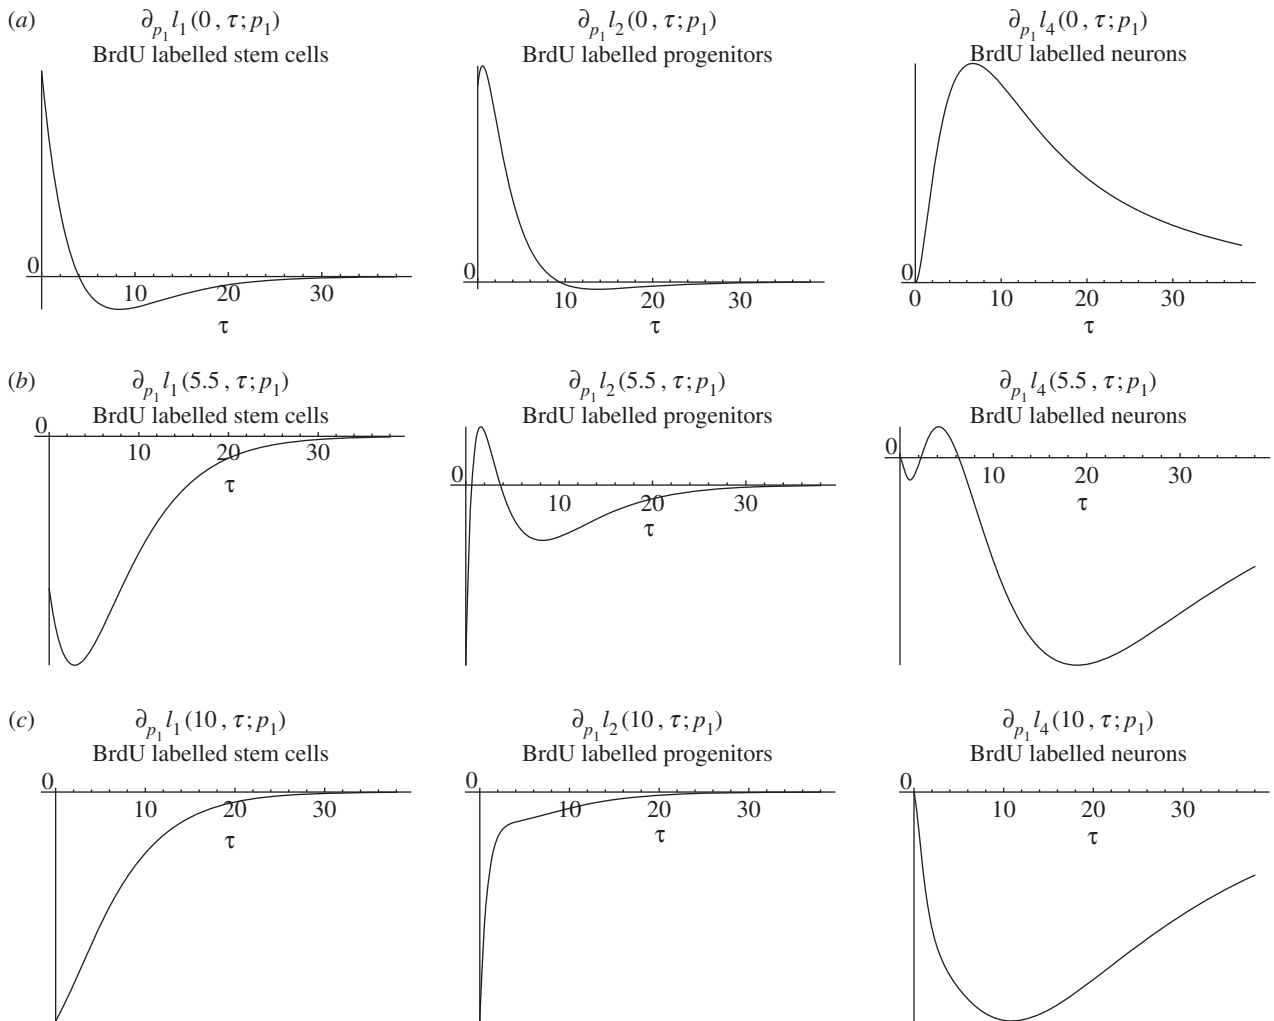 (a)
∂p₁ l₁(0, τ; p₁)
BrdU labelled stem cells
0
10 20 30
τ
∂p₁ l₂(0, τ; p₁)
BrdU labelled progenitors
0
10 20 30
τ
∂p₁ l₄(0, τ; p₁)
BrdU labelled neurons
0
0 10 20 30
τ
(b)
∂p₁ l₁(5.5, τ; p₁)
BrdU labelled stem cells
0
10 20 30
τ
∂p₁ l₂(5.5, τ; p₁)
BrdU labelled progenitors
0
10 20 30
τ
∂p₁ l₄(5.5, τ; p₁)
BrdU labelled neurons
0
10 20 30
τ
(c)
∂p₁ l₁(10, τ; p₁)
BrdU labelled stem cells
0
10 20 30
τ
∂p₁ l₂(10, τ; p₁)
BrdU labelled progenitors
0
10 20 30
τ
∂p₁ l₄(10, τ; p₁)
BrdU labelled neurons
0
10 20 30
τ